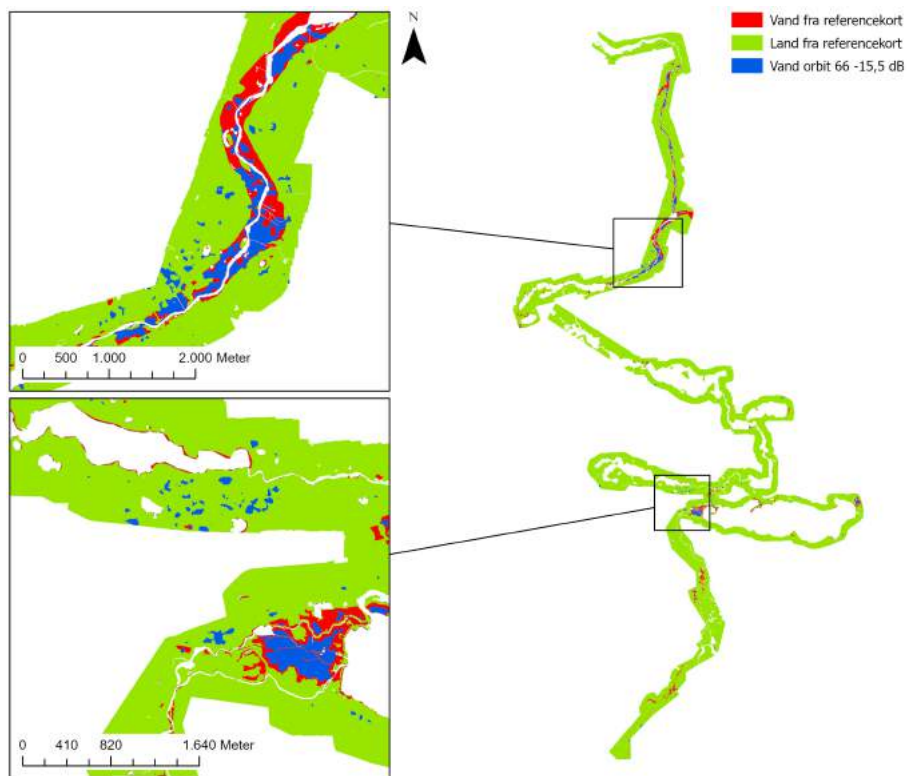 N
Vand fra referencekort
Land fra referencekort
Vand orbit 66 -15,5 dB
0 500 1.000 2.000 Meter
0 410 820 1.640 Meter